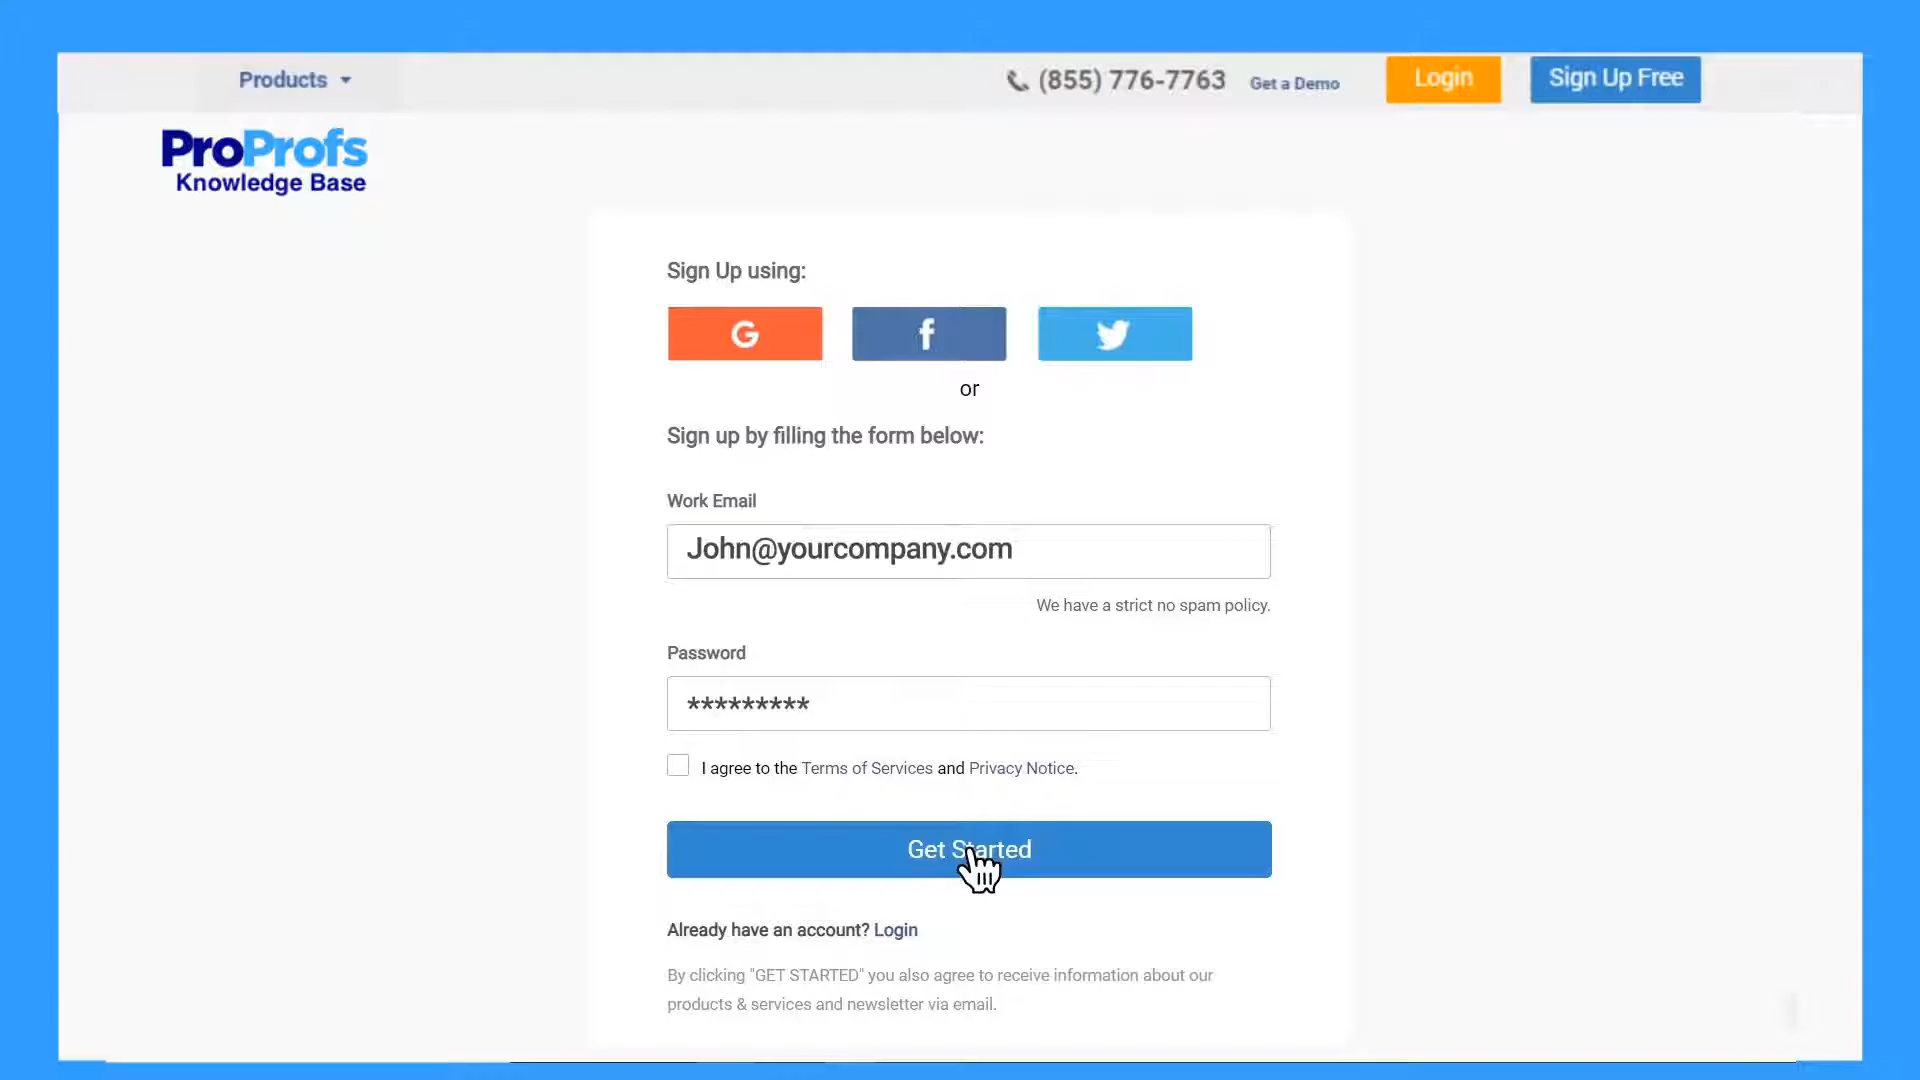 Products
(855) 776-7763
Get a Demo
Login
Sign Up Free
ProProfs
Knowledge Base
Sign Up using:
G
f
or
Sign up by filling the form below:
Work Email
John@yourcompany.com
We have a strict no spam policy.
Password
*********
I agree to the Terms of Services and Privacy Notice.
Get Started
Already have an account? Login
By clicking "GET STARTED" you also agree to receive information about our
products & services and newsletter via email.